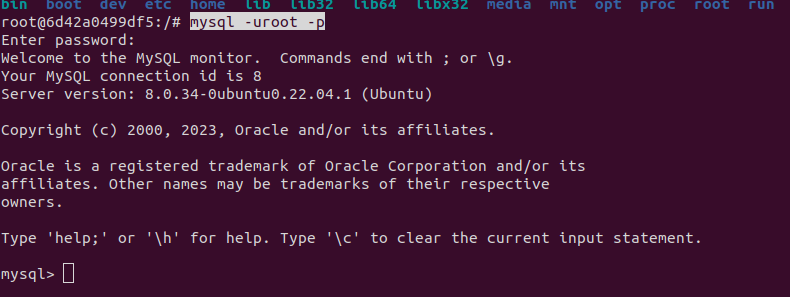 bin boot dev etc home lib lib32 lib64 libx32 media mnt opt proc root run
root@6d42a0499df5:/# mysql -uroot -p
Enter password:
Welcome to the MySQL monitor.  Commands end with ; or \g.
Your MySQL connection id is 8
Server version: 8.0.34-0ubuntu0.22.04.1 (Ubuntu)
Copyright (c) 2000, 2023, Oracle and/or its affiliates.
Oracle is a registered trademark of Oracle Corporation and/or its
affiliates. Other names may be trademarks of their respective
owners.
Type 'help;' or '\h' for help. Type '\c' to clear the current input statement.
mysql>